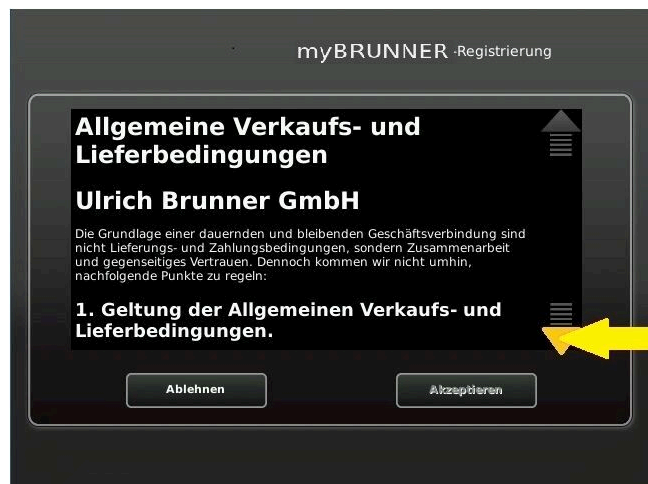 myBRUNNER -Registrierung
Allgemeine Verkaufs- und
Lieferbedingungen
Ulrich Brunner GmbH
Die Grundlage einer dauernden und bleibenden Geschäftsverbindung sind
nicht Lieferungs- und Zahlungsbedingungen, sondern Zusammenarbeit
und gegenseitiges Vertrauen. Dennoch kommen wir nicht umhin,
nachfolgende Punkte zu regeln:
1. Geltung der Allgemeinen Verkaufs- und
Lieferbedingungen.
Ablehnen
Akzeptieren